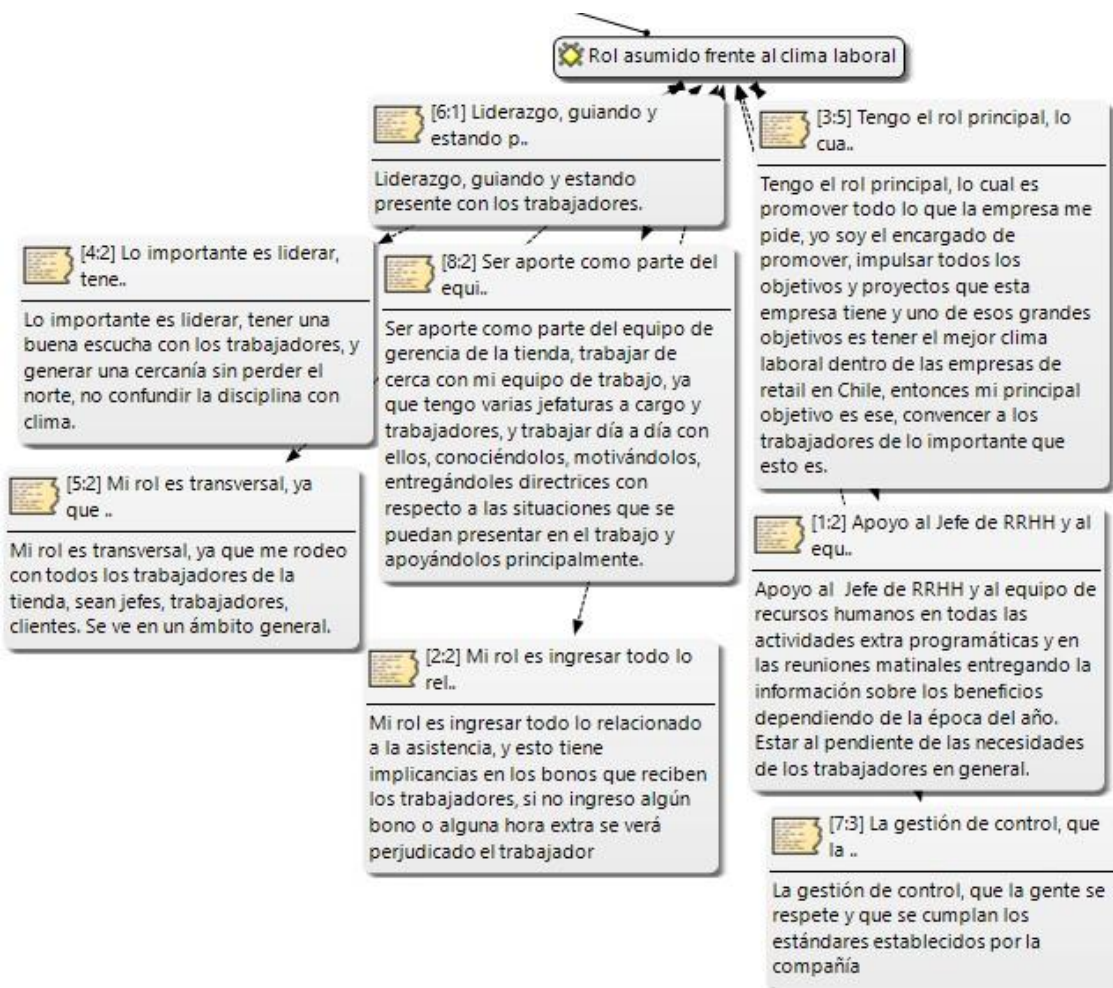 Rol asumido frente al clima laboral
[6:1] Liderazgo, guiando y
estando p..
Liderazgo, guiando y estando
presente con los trabajadores.
[3:5] Tengo el rol principal, lo
cua..
Tengo el rol principal, lo cual es
promover todo lo que la empresa me
pide, yo soy el encargado de
promover, impulsar todos los
objetivos y proyectos que esta
empresa tiene y uno de esos grandes
objetivos es tener el mejor clima
laboral dentro de las empresas de
retail en Chile, entonces mi principal
objetivo es ese, convencer a los
trabajadores de lo importante que
esto es.
[4:2] Lo importante es liderar,
tene..
Lo importante es liderar, tener una
buena escucha con los trabajadores, y
generar una cercanía sin perder el
norte, no confundir la disciplina con
clima.
[8:2] Ser aporte como parte del
equi..
Ser aporte como parte del equipo de
gerencia de la tienda, trabajar de
cerca con mi equipo de trabajo, ya
que tengo varias jefaturas a cargo y
trabajadores, y trabajar día a día con
ellos, conociéndolos, motivándolos,
entregándoles directrices con
respecto a las situaciones que se
puedan presentar en el trabajo y
apoyándolos principalmente.
[5:2] Mi rol es transversal, ya
que ..
Mi rol es transversal, ya que me rodeo
con todos los trabajadores de la
tienda, sean jefes, trabajadores,
clientes. Se ve en un ámbito general.
[1:2] Apoyo al Jefe de RRHH y al
equ..
Apoyo al  Jefe de RRHH y al equipo de
recursos humanos en todas las
actividades extra programáticas y en
las reuniones matinales entregando la
información sobre los beneficios
dependiendo de la época del año.
Estar al pendiente de las necesidades
de los trabajadores en general.
[2:2] Mi rol es ingresar todo lo
rel..
Mi rol es ingresar todo lo relacionado
a la asistencia, y esto tiene
implicancias en los bonos que reciben
los trabajadores, si no ingreso algún
bono o alguna hora extra se verá
perjudicado el trabajador
[7:3] La gestión de control, que
la ..
La gestión de control, que la gente se
respete y que se cumplan los
estándares establecidos por la
compañía